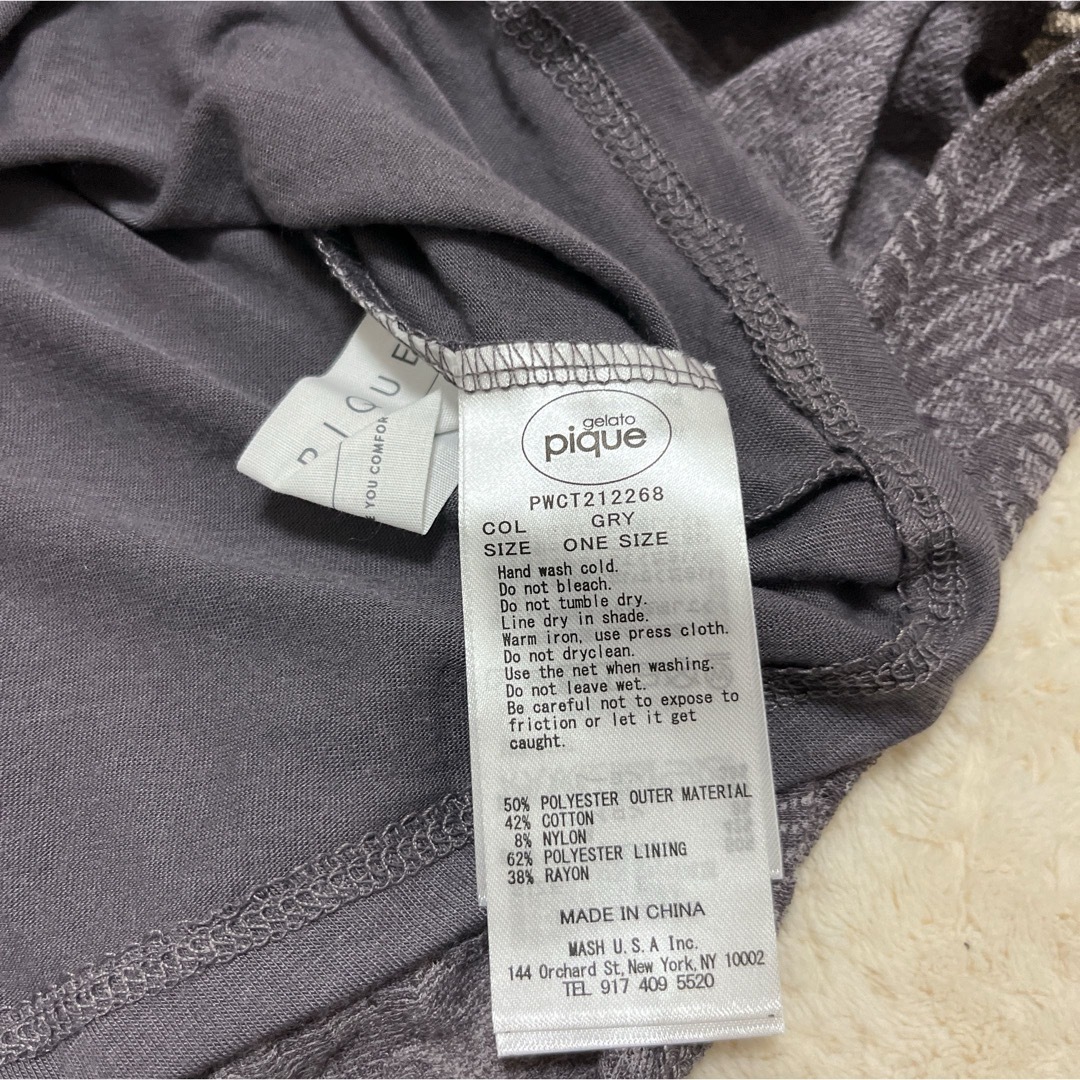 PIQUE
E YOU COMFOR
gelato
pique
PWCT212268
COL GRY
SIZE ONE SIZE
Hand wash cold.
Do not bleach.
Do not tumble dry.
Line dry in shade.
Warm iron, use press cloth.
Do not dryclean.
Use the net when washing.
Do not leave wet.
Be careful not to expose to
friction or let it get
caught.
50% POLYESTER OUTER MATERIAL
42% COTTON
8% NYLON
62% POLYESTER LINING
38% RAYON
MADE IN CHINA
MASH U.S.A Inc.
144 Orchard St, New York, NY 10002
TEL 917 409 5520